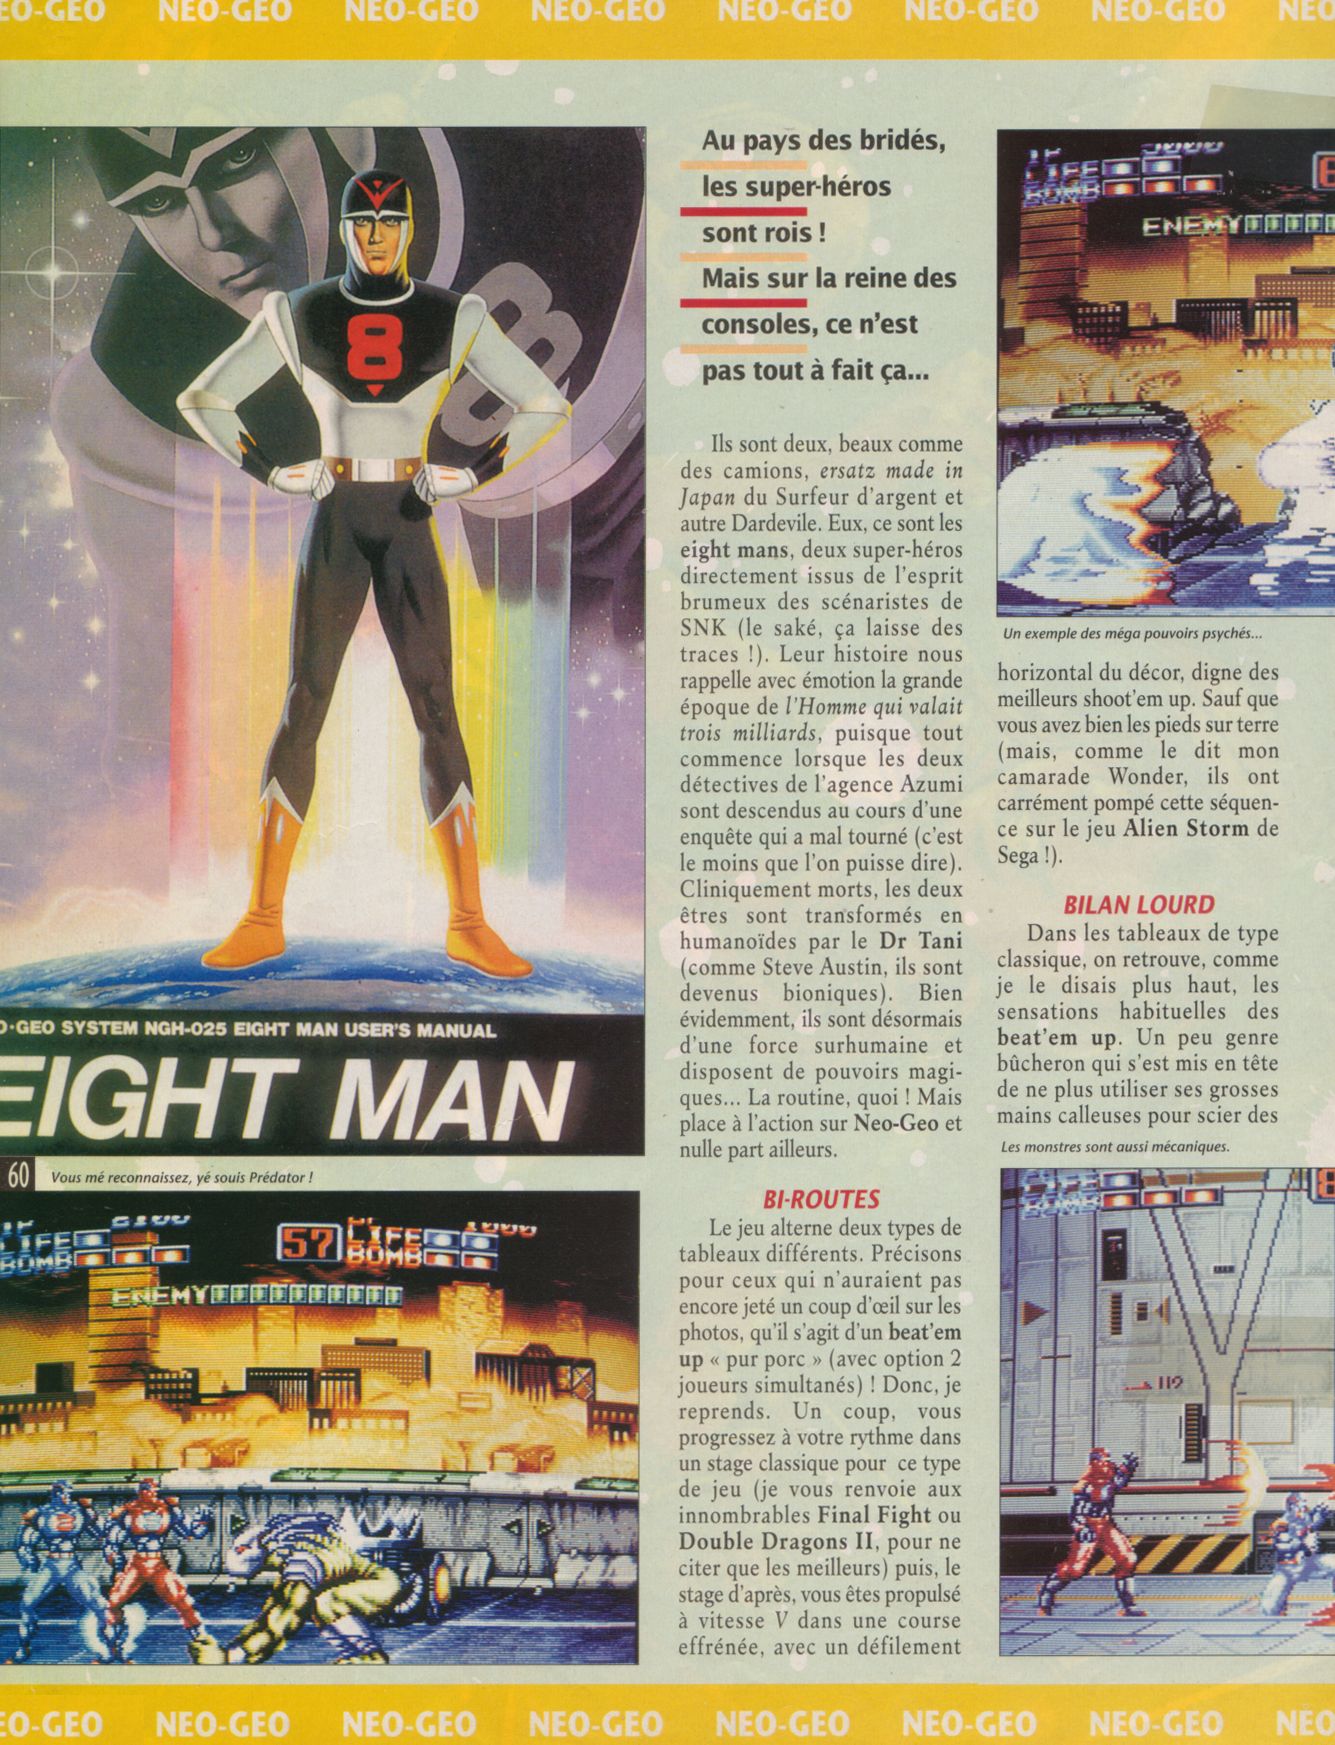 EO-GEO NEO-GEO NEO-GEO NEO-GEO NEO-GEO NEO-GEO NEO-GEO NEO
8
8
O-GEO SYSTEM NGH-025 EIGHT MAN USER'S MANUAL
EIGHT MAN
60
Vous mé reconnaissez, yé souis Prédator !
1P 2100
LIFE
BOMB
57
LIFE
BOMB
1000
ENEMY
Au pays des bridés,
les super-héros
sont rois !
Mais sur la reine des
consoles, ce n'est
pas tout à fait ça...
Ils sont deux, beaux comme
des camions, ersatz made in
Japan du Surfeur d'argent et
autre Dardevile. Eux, ce sont les
eight mans, deux super-héros
directement issus de l'esprit
brumeux des scénaristes de
SNK (le saké, ça laisse des
traces !). Leur histoire nous
rappelle avec émotion la grande
époque de l'Homme qui valait
trois milliards, puisque tout
commence lorsque les deux
détectives de l'agence Azumi
sont descendus au cours d'une
enquête qui a mal tourné (c'est
le moins que l'on puisse dire).
Cliniquement morts, les deux
êtres sont transformés en
humanoïdes par le Dr Tani
(comme Steve Austin, ils sont
devenus bioniques). Bien
évidemment, ils sont désormais
d'une force surhumaine et
disposent de pouvoirs magi-
ques... La routine, quoi ! Mais
place à l'action sur Neo-Geo et
nulle part ailleurs.
BI-ROUTES
Le jeu alterne deux types de
tableaux différents. Précisons
pour ceux qui n'auraient pas
encore jeté un coup d'œil sur les
photos, qu'il s'agit d'un beat'em
up « pur porc » (avec option 2
joueurs simultanés) ! Donc, je
reprends. Un coup, vous
progressez à votre rythme dans
un stage classique pour ce type
de jeu (je vous renvoie aux
innombrables Final Fight ou
Double Dragons II, pour ne
citer que les meilleurs) puis, le
stage d'après, vous êtes propulsé
à vitesse V dans une course
effrénée, avec un défilement
LIFE
BOMB
ENEMY
Un exemple des méga pouvoirs psychés...
horizontal du décor, digne des
meilleurs shoot'em up. Sauf que
vous avez bien les pieds sur terre
(mais, comme le dit mon
camarade Wonder, ils ont
carrément pompé cette séquen-
ce sur le jeu Alien Storm de
Sega !).
BILAN LOURD
Dans les tableaux de type
classique, on retrouve, comme
je le disais plus haut, les
sensations habituelles des
beat'em up. Un peu genre
bûcheron qui s'est mis en tête
de ne plus utiliser ses grosses
mains calleuses pour scier des
Les monstres sont aussi mécaniques.
LIFE
BOMB
8
119
EO-GEO NEO-GEO NEO-GEO NEO-GEO NEO-GEO NEO-GEO NEO-GEO NEO